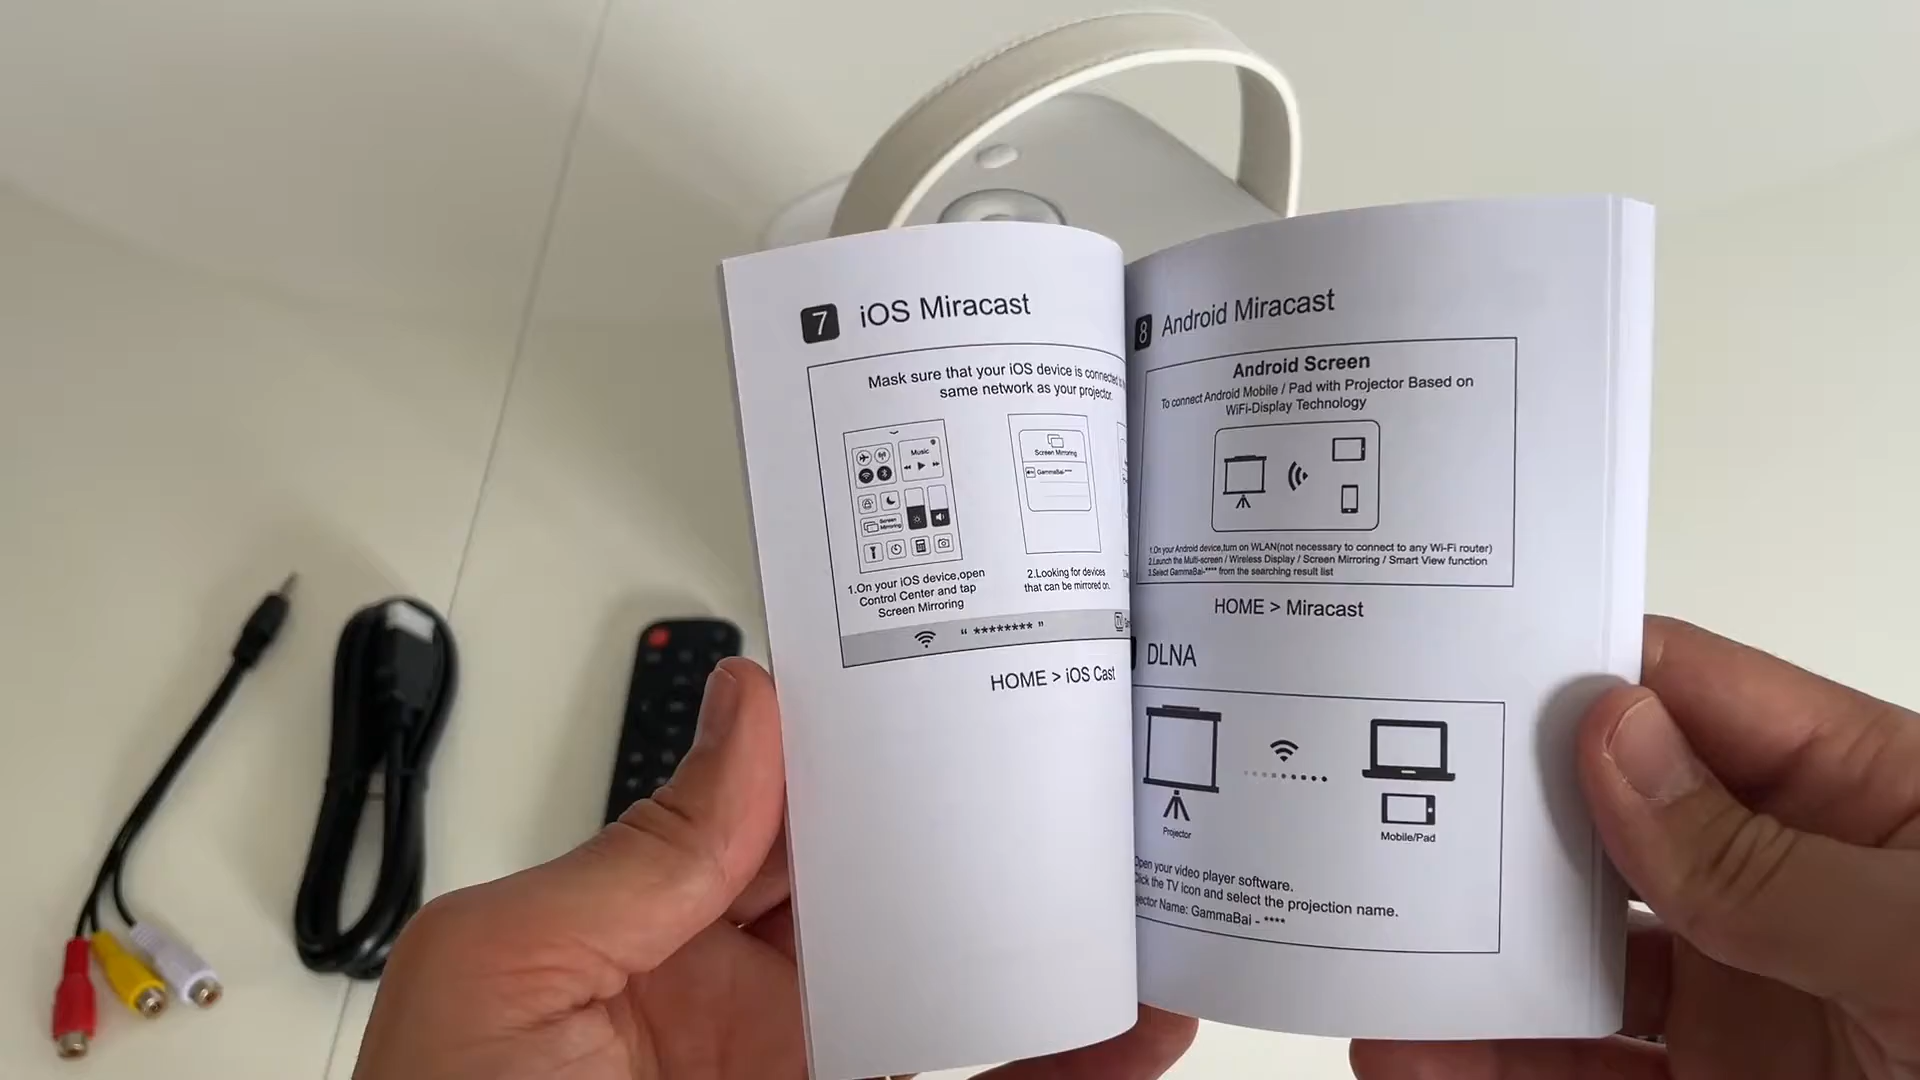 7 iOS Miracast
Mask sure that your iOS device is connected
same network as your projector.
Music
Screen
Mirroring
Screen Mirroring
GammaBai-****
1.On your iOS device,open
Control Center and tap
Screen Mirroring
2.Looking for devices
that can be mirrored on.
“ ******** ”
HOME > iOS Cast
8 Android Miracast
Android Screen
To connect Android Mobile / Pad with Projector Based on
WiFi-Display Technology
1.On your Android device,turn on WLAN(not necessary to connect to any Wi-Fi router)
2.Launch the Multi-screen / Wireless Display / Screen Mirroring / Smart View function
3.Select GammaBai-**** from the searching result list
HOME > Miracast
DLNA
Projector
Mobile/Pad
Open your video player software.
Click the TV icon and select the projection name.
Name: GammaBai - ****